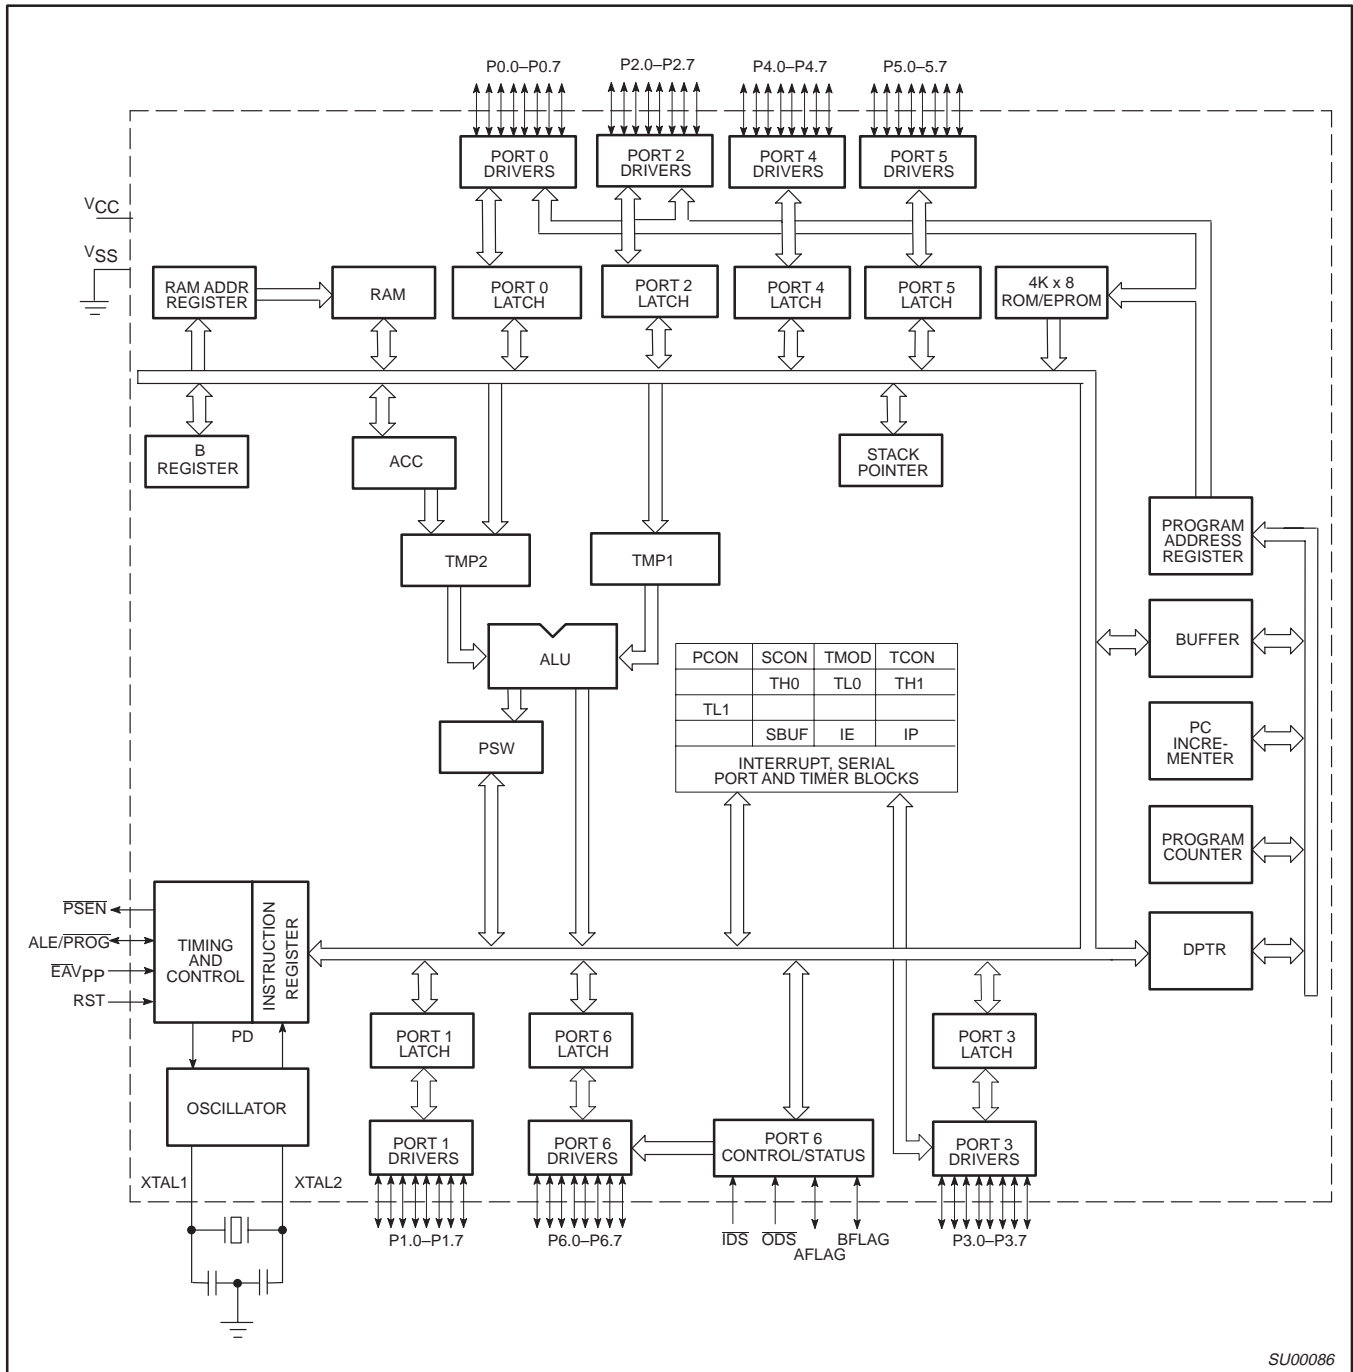 P0.0–P0.7 P2.0–P2.7 P4.0–P4.7 P5.0–5.7
PORT 0
DRIVERS
PORT 2
DRIVERS
PORT 4
DRIVERS
PORT 5
DRIVERS
VCC
VSS
RAM ADDR
REGISTER
RAM
PORT 0
LATCH
PORT 2
LATCH
PORT 4
LATCH
PORT 5
LATCH
4K x 8
ROM/EPROM
B
REGISTER
ACC
STACK
POINTER
TMP2
TMP1
PROGRAM
ADDRESS
REGISTER
ALU
BUFFER
PCON SCON TMOD TCON
TH0 TL0 TH1
TL1
SBUF IE IP
INTERRUPT, SERIAL
PORT AND TIMER BLOCKS
PSW
PC
INCRE-
MENTER
PROGRAM
COUNTER
PSEN
ALE/PROG
EAVPP
RST
TIMING
AND
CONTROL
INSTRUCTION
REGISTER
DPTR
PD
PORT 1
LATCH
PORT 6
LATCH
PORT 3
LATCH
OSCILLATOR
PORT 1
DRIVERS
PORT 6
DRIVERS
PORT 6
CONTROL/STATUS
PORT 3
DRIVERS
XTAL1 XTAL2
P1.0–P1.7 P6.0–P6.7 IDS ODS BFLAG P3.0–P3.7
AFLAG
SU00086